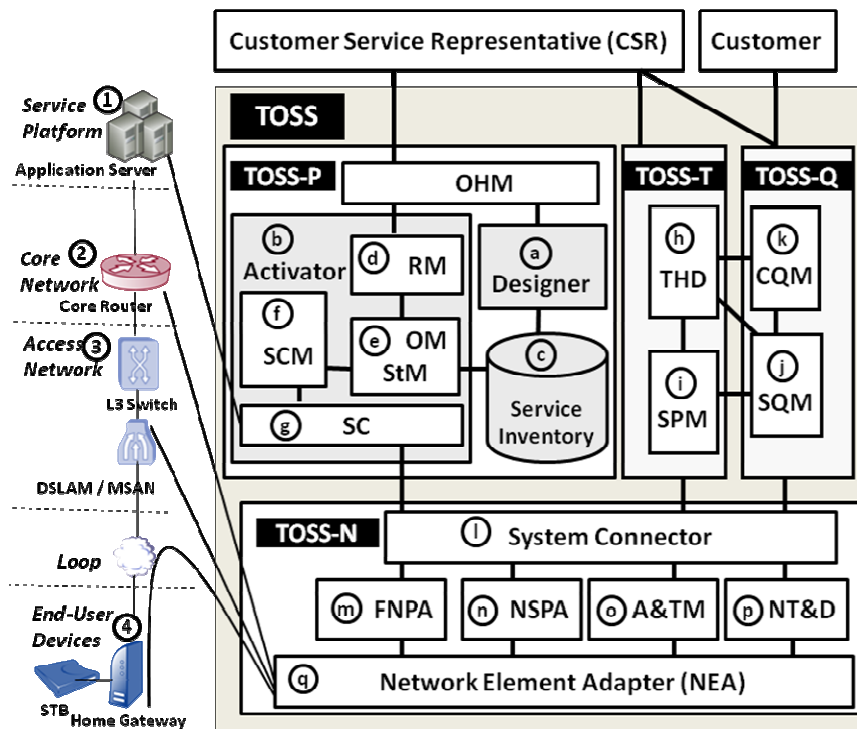 Customer Service Representative (CSR)
Customer
Service
Platform
1
Application Server
2
Core
Network
Core Router
Access
3
Network
L3 Switch
DSLAM / MSAN
Loop
End-User
Devices
4
STB
Home Gateway
TOSS
TOSS-P
OHM
b
Activator
d
RM
a
Designer
f
SCM
e
OM
StM
c
Service
Inventory
g
SC
TOSS-T
h
THD
i
SPM
TOSS-Q
k
CQM
j
SQM
TOSS-N
l
System Connector
m
FNPA
n
NSPA
o
A&TM
p
NT&D
q
Network Element Adapter (NEA)